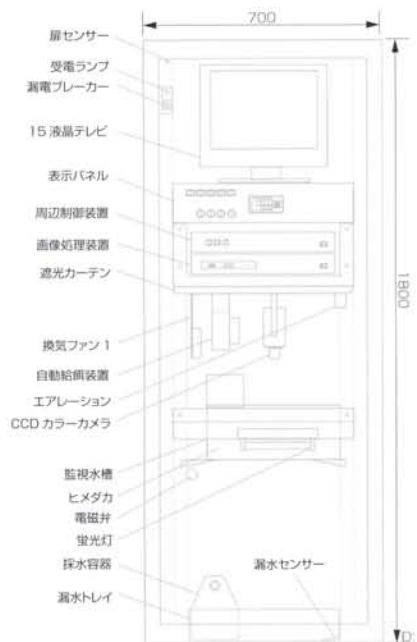 700
扉センサー
受電ランプ
漏電ブレーカー
15 液晶テレビ
表示パネル
周辺制御装置
画像処理装置
遮光カーテン
1800
換気ファン 1
自動給餌装置
エアレーション
CCD カラーカメラ
監視水槽
ヒメダカ
電磁弁
蛍光灯
採水容器
漏水センサー
漏水トレイ
D: